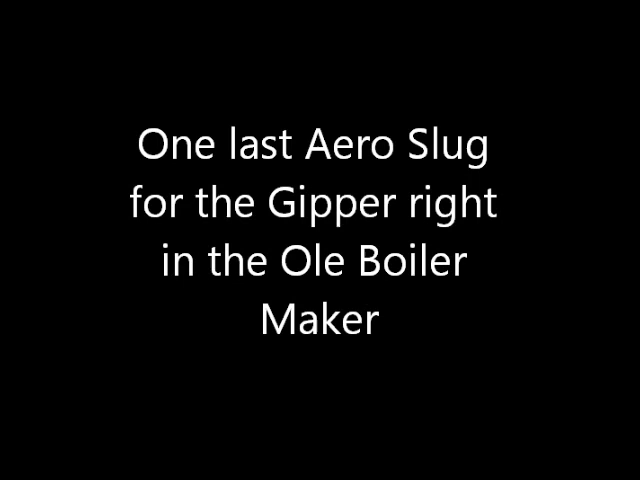 One last Aero Slug
for the Gipper right
in the Ole Boiler
Maker